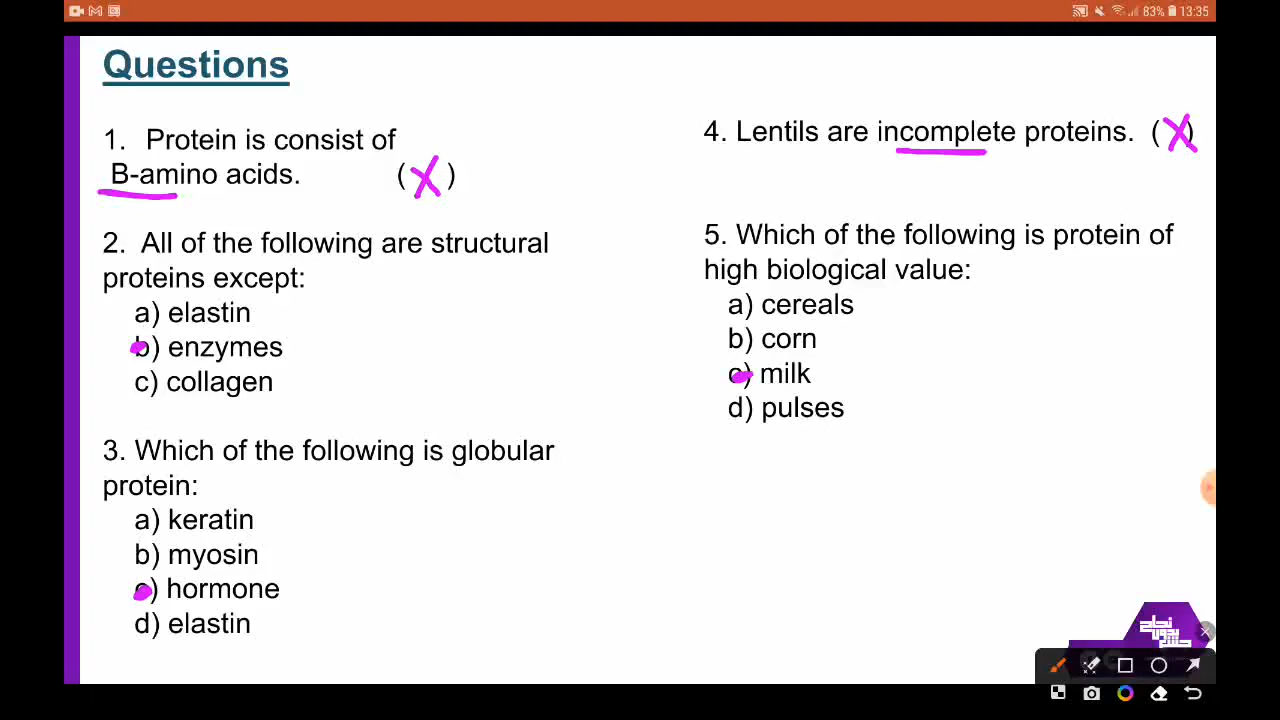 83% 13:35
Questions
1. Protein is consist of
B-amino acids. (X)
2. All of the following are structural
proteins except:
a) elastin
b) enzymes
c) collagen
3. Which of the following is globular
protein:
a) keratin
b) myosin
c) hormone
d) elastin
4. Lentils are incomplete proteins. (X)
5. Which of the following is protein of
high biological value:
a) cereals
b) corn
c) milk
d) pulses
نجاح
بدون